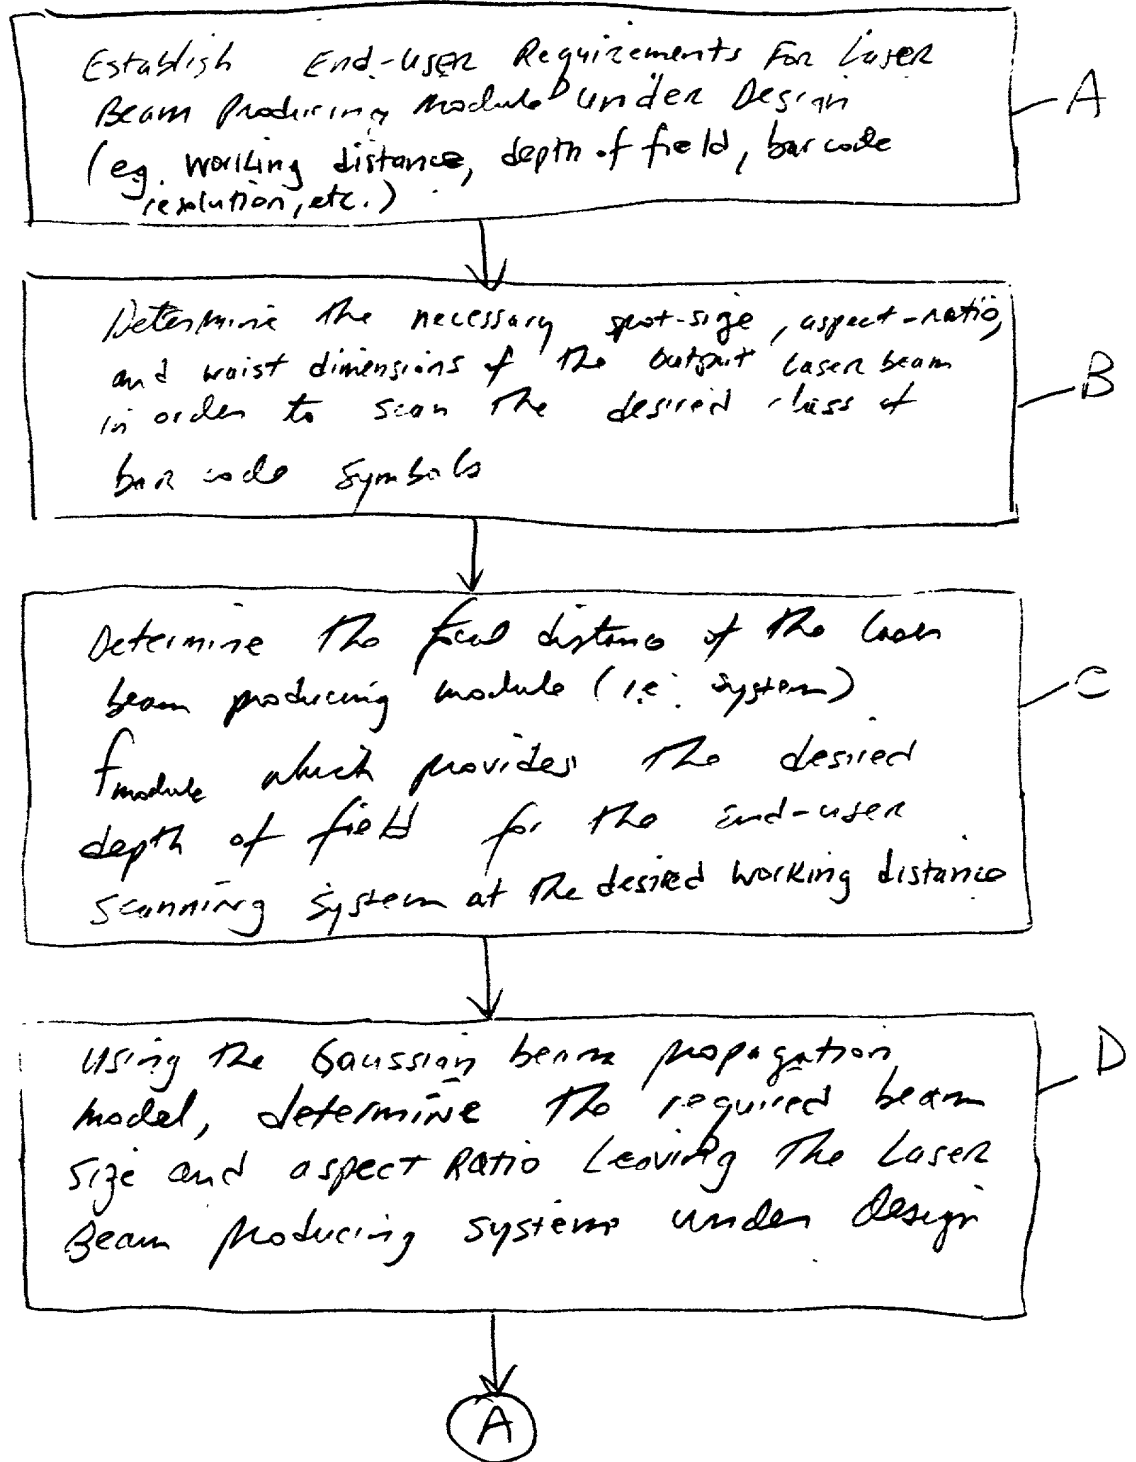 Establish End-User Requirements For Laser
Beam Producing Module Under Design
(eg. working distance, depth of field, bar code
resolution, etc.)
A
Determine the necessary spot-size, aspect-ratio,
and waist dimensions of the output laser beam
in order to scan the desired class of
bar code symbols
B
Determine the focal distance of the laser
beam producing module (i.e. system)
fmodule which provides the desired
depth of field for the End-user
scanning system at the desired working distance
C
Using the Gaussian beam propagation
model, determine the required beam
size and aspect Ratio Leaving The Laser
Beam Producing systems under design
D
A